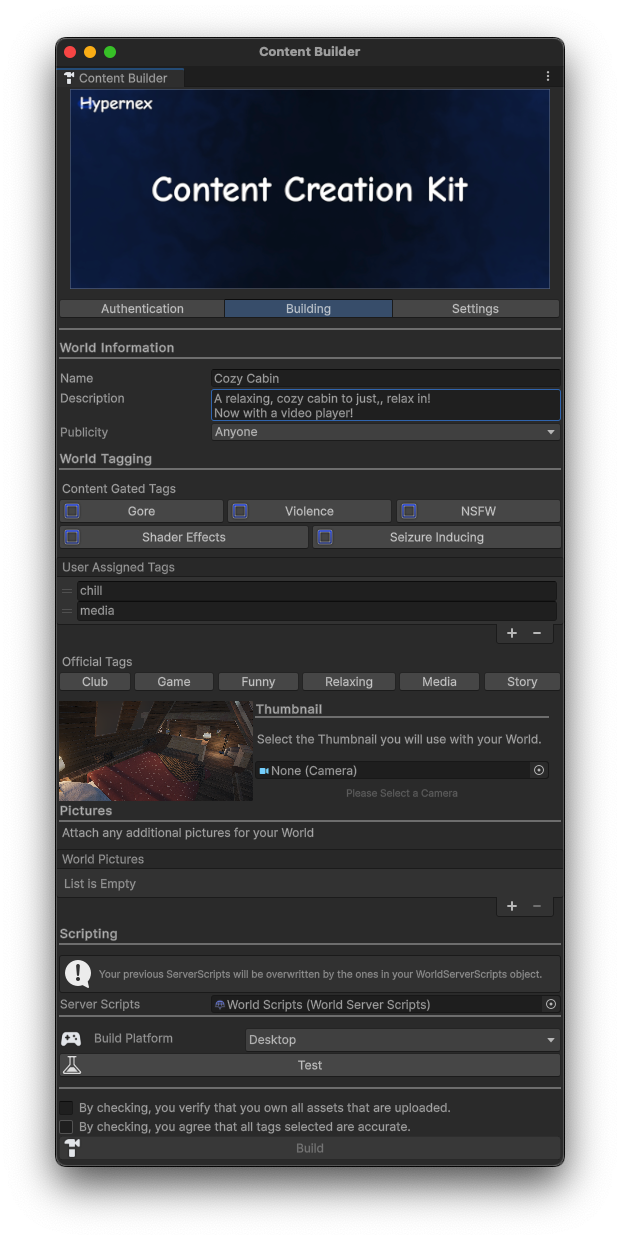 Content Builder
Content Builder
Hypernex
Content Creation Kit
Authentication
Building
Settings
World Information
Name
Cozy Cabin
Description
A relaxing, cozy cabin to just,, relax in!
Now with a video player!
Publicity
Anyone
World Tagging
Content Gated Tags
Gore
Violence
NSFW
Shader Effects
Seizure Inducing
User Assigned Tags
chill
media
Official Tags
Club
Game
Funny
Relaxing
Media
Story
Thumbnail
Select the Thumbnail you will use with your World.
None (Camera)
Please Select a Camera
Pictures
Attach any additional pictures for your World
World Pictures
List is Empty
Scripting
Your previous ServerScripts will be overwritten by the ones in your WorldServerScripts object.
Server Scripts
World Scripts (World Server Scripts)
Build Platform
Desktop
Test
By checking, you verify that you own all assets that are uploaded.
By checking, you agree that all tags selected are accurate.
Build